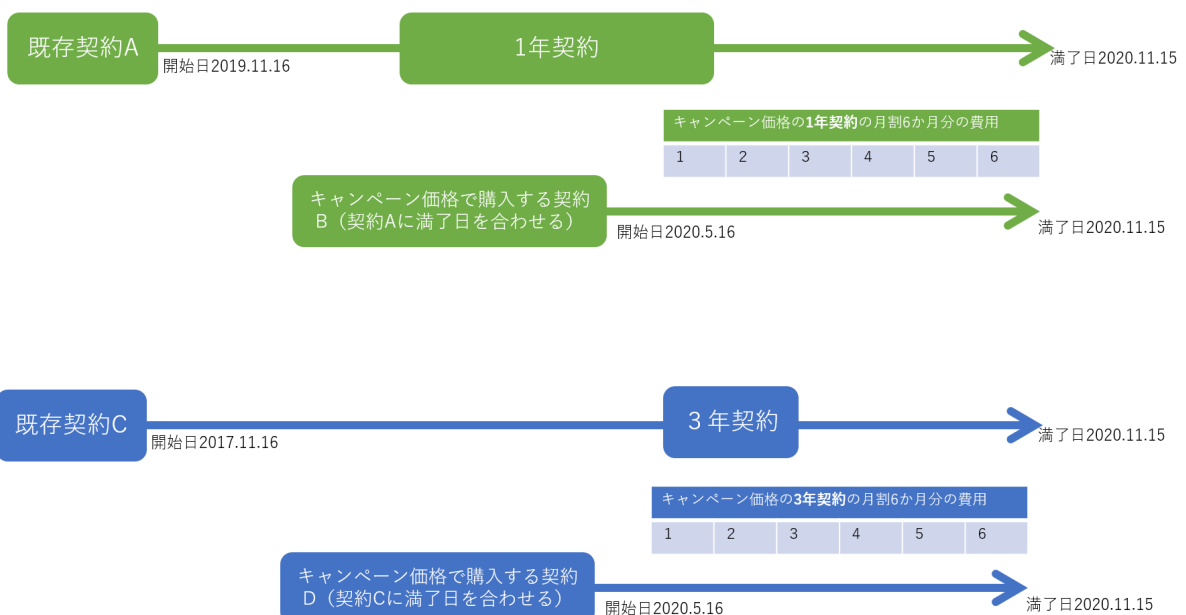 既存契約A
1年契約
開始日2019.11.16
満了日2020.11.15
キャンペーン価格の1年契約の月割6か月分の費用
1 2 3 4 5 6
キャンペーン価格で購入する契約
B（契約Aに満了日を合わせる）
開始日2020.5.16
満了日2020.11.15
既存契約C
３年契約
開始日2017.11.16
満了日2020.11.15
キャンペーン価格の3年契約の月割6か月分の費用
1 2 3 4 5 6
キャンペーン価格で購入する契約
D（契約Cに満了日を合わせる）
開始日2020.5.16
満了日2020.11.15